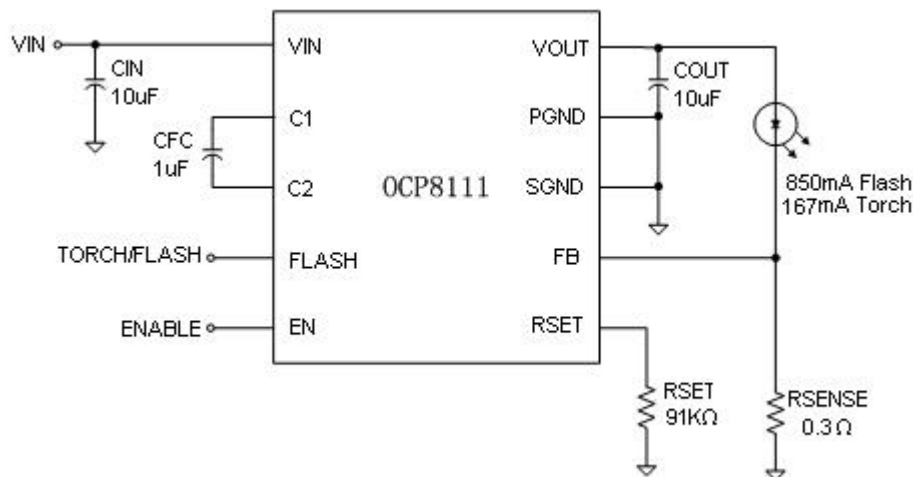 VIN
VIN
VOUT
CIN
10uF
COUT
10uF
C1
PGND
CFC
1uF
C2
OCP8111
SGND
850mA Flash
167mA Torch
TORCH/FLASH
FLASH
FB
ENABLE
EN
RSET
RSET
91KΩ
RSENSE
0.3Ω